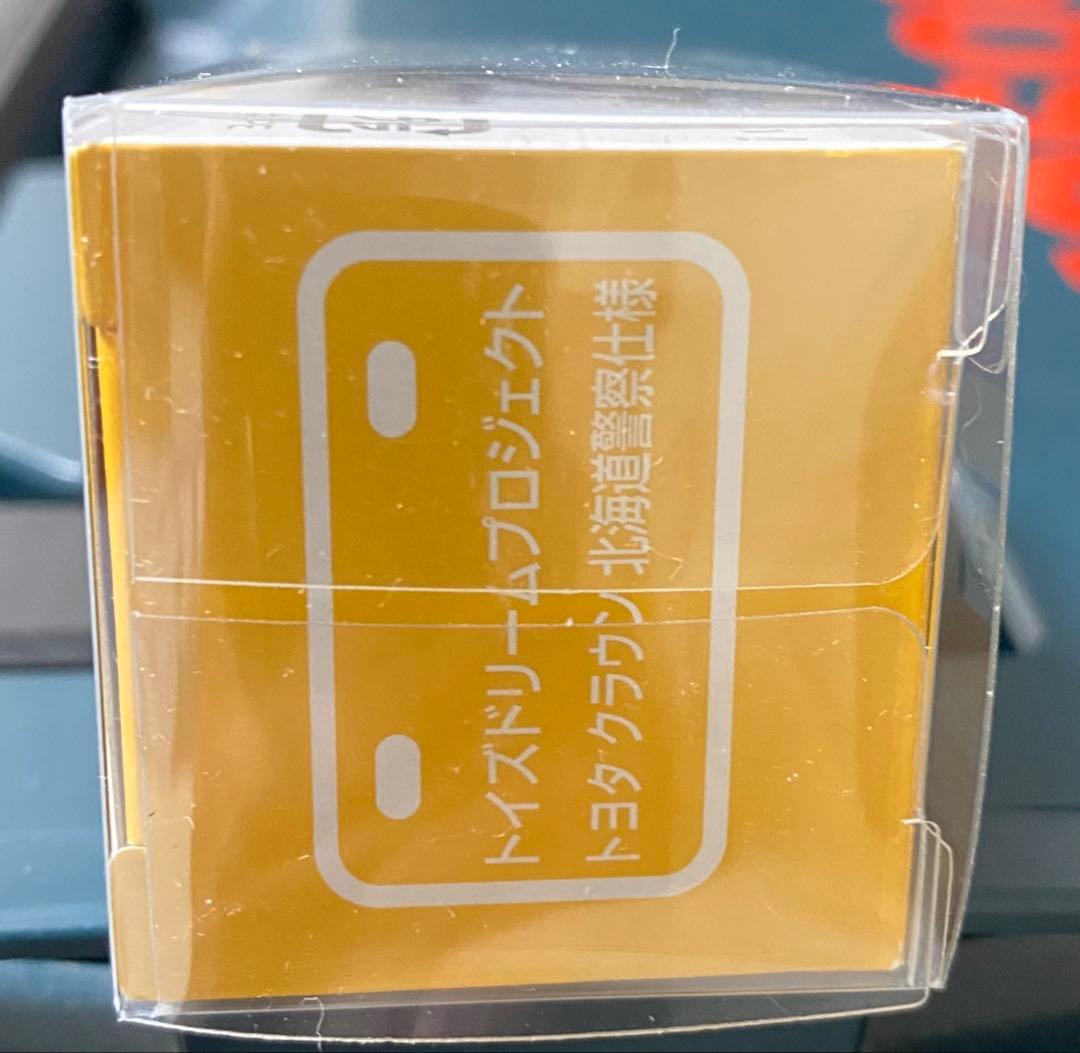 トイズドリームプロジェクト
トヨタ クラウン 北海道警察仕様